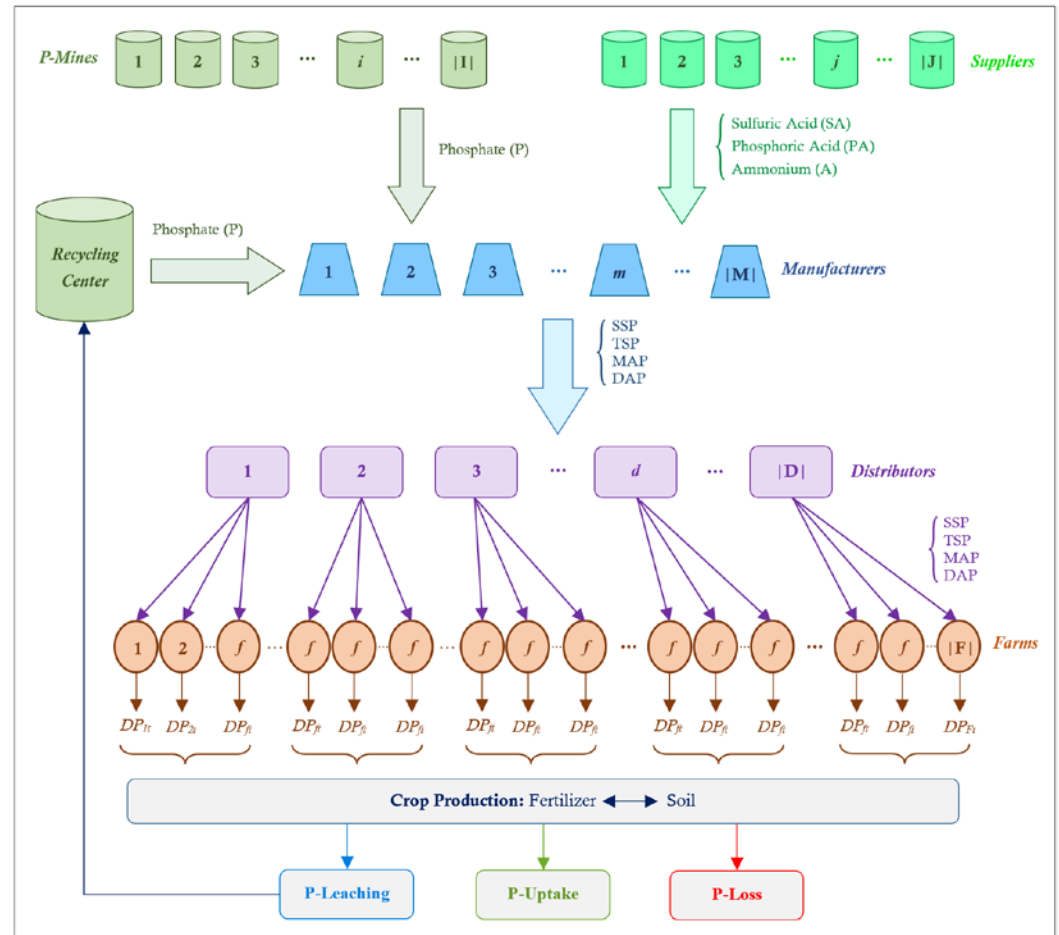 P-Mines 1 2 3 ... i ... |I|
1 2 3 ... j ... |J| Suppliers
Phosphate (P)
Sulfuric Acid (SA)
Phosphoric Acid (PA)
Ammonium (A)
Recycling
Center
Phosphate (P)
1 2 3 ... m ... |M| Manufacturers
SSP
TSP
MAP
DAP
1 2 3 ... d ... |D| Distributors
SSP
TSP
MAP
DAP
1 2 ... f ... f f ... f ... f f f ... f f ... f ... f f ... |F| Farms
DP1t DP2t DPft DPft DPft DPft DPft DPft DPft DPft DPft DPft DPft DPft DPFt
Crop Production: Fertilizer Soil
P-Leaching P-Uptake P-Loss